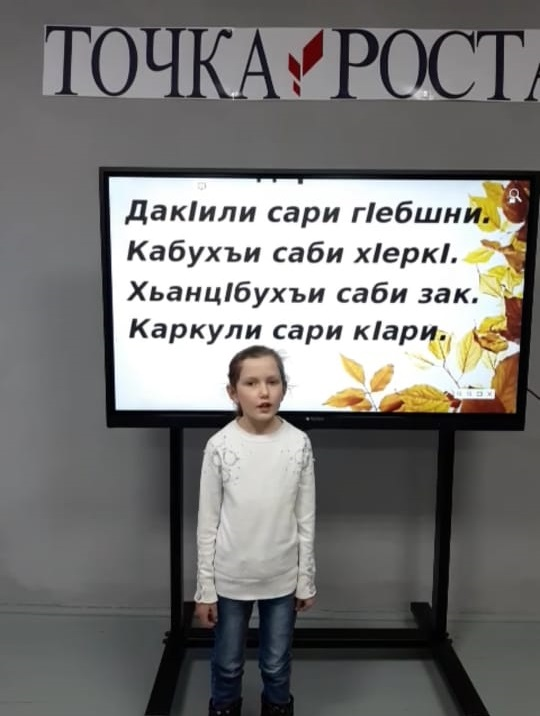 ТОЧКА РОСТА
ДакӀили сари гӀебшни.
Кабухъи саби хӀеркӀ.
ХьанцӀбухъи саби зак.
Каркули сари кӀари.